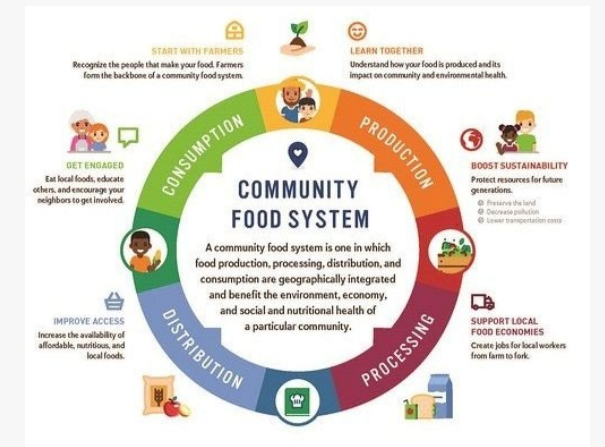 START WITH FARMERS
Recognize the people that make your food. Farmers
form the backbone of a community food system.
LEARN TOGETHER
Understand how your food is produced and its
impact on community and environmental health.
GET ENGAGED
Eat local foods, educate
others, and encourage your
neighbors to get involved.
CONSUMPTION
PRODUCTION
BOOST SUSTAINABILITY
Protect resources for future
generations.
Preserve the land
Decrease pollution
Lower transportation costs
COMMUNITY
FOOD SYSTEM
A community food system is one in which
food production, processing, distribution, and
consumption are geographically integrated
and benefit the environment, economy,
and social and nutritional health of
a particular community.
IMPROVE ACCESS
Increase the availability of
affordable, nutritious, and
local foods.
DISTRIBUTION
PROCESSING
SUPPORT LOCAL
FOOD ECONOMIES
Create jobs for local workers
from farm to fork.